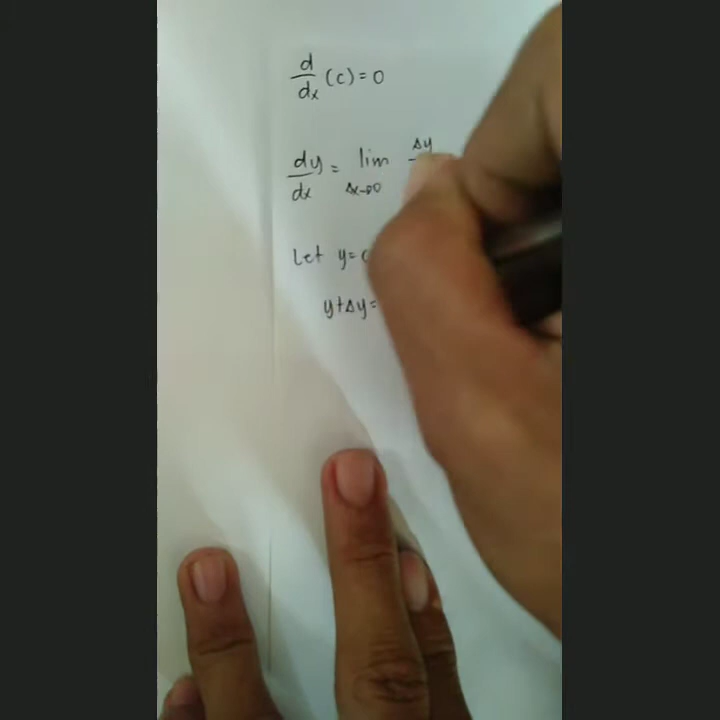 d/dx (c) = 0
dy/dx = lim Δx→0 Δy
Let y = c
y + Δy =